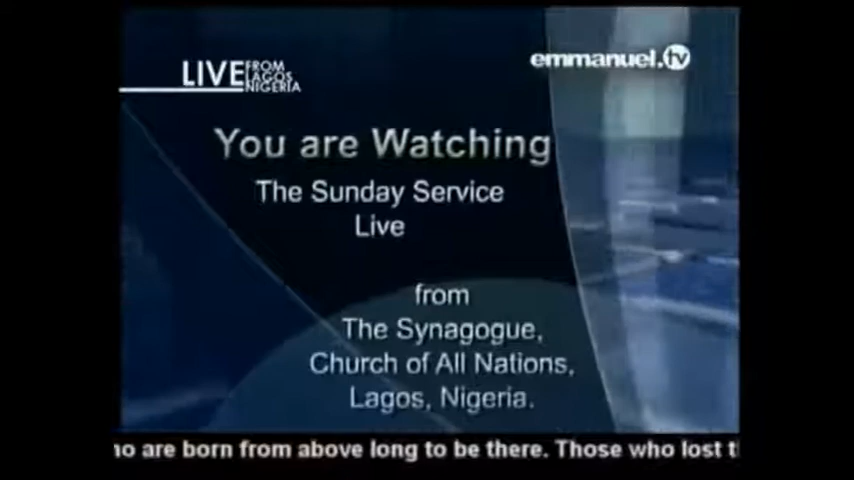 LIVE FROM LAGOS NIGERIA
emmanuel.tv
You are Watching
The Sunday Service
Live
from
The Synagogue,
Church of All Nations,
Lagos, Nigeria.
are born from above long to be there. Those who lost